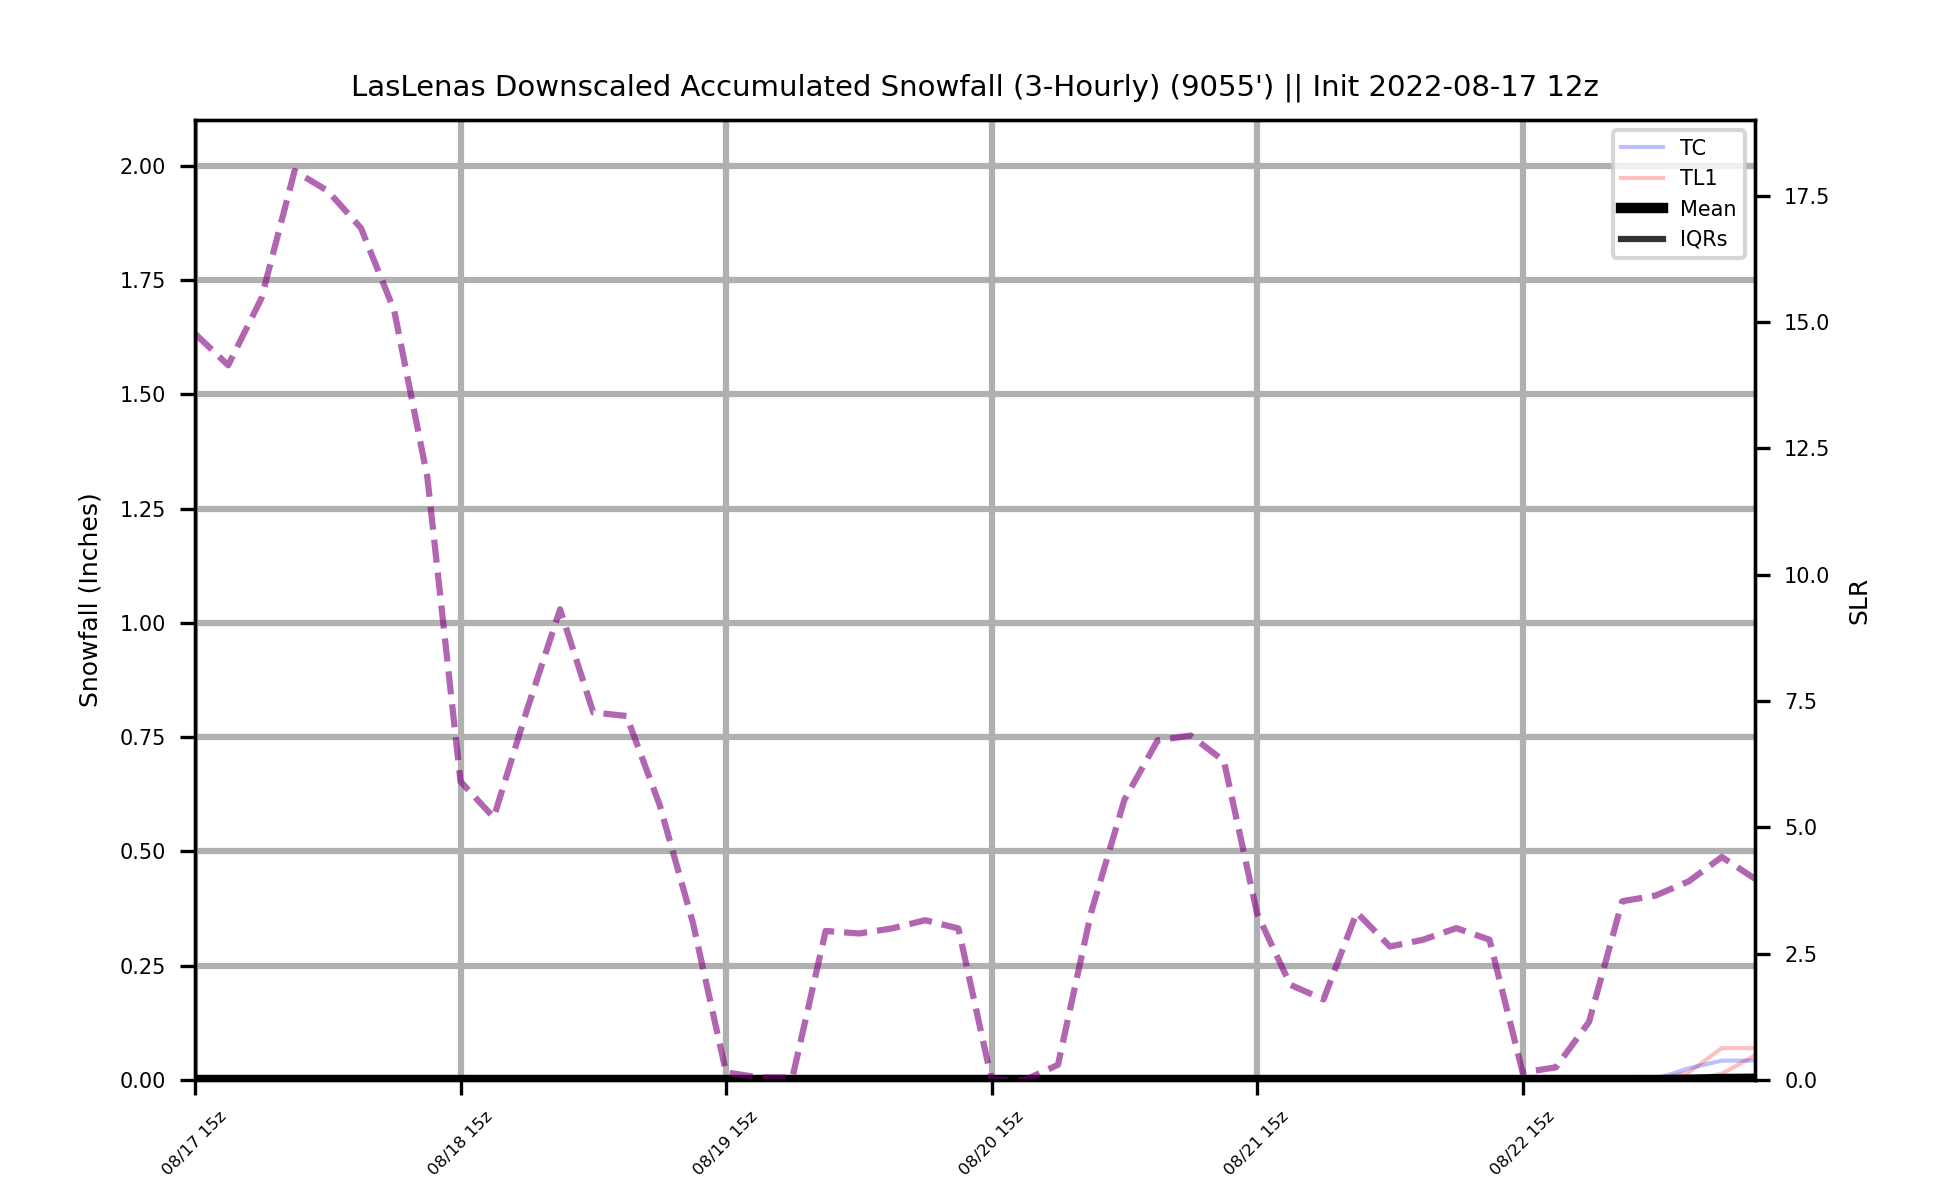 LasLenas Downscaled Accumulated Snowfall (3-Hourly) (9055') || Init 2022-08-17 12z
TC
TL1
Mean
IQRs
Snowfall (Inches)
2.00
1.75
1.50
1.25
1.00
0.75
0.50
0.25
0.00
17.5
15.0
12.5
10.0
7.5
5.0
2.5
0.0
SLR
08/17 15z
08/18 15z
08/19 15z
08/20 15z
08/21 15z
08/22 15z